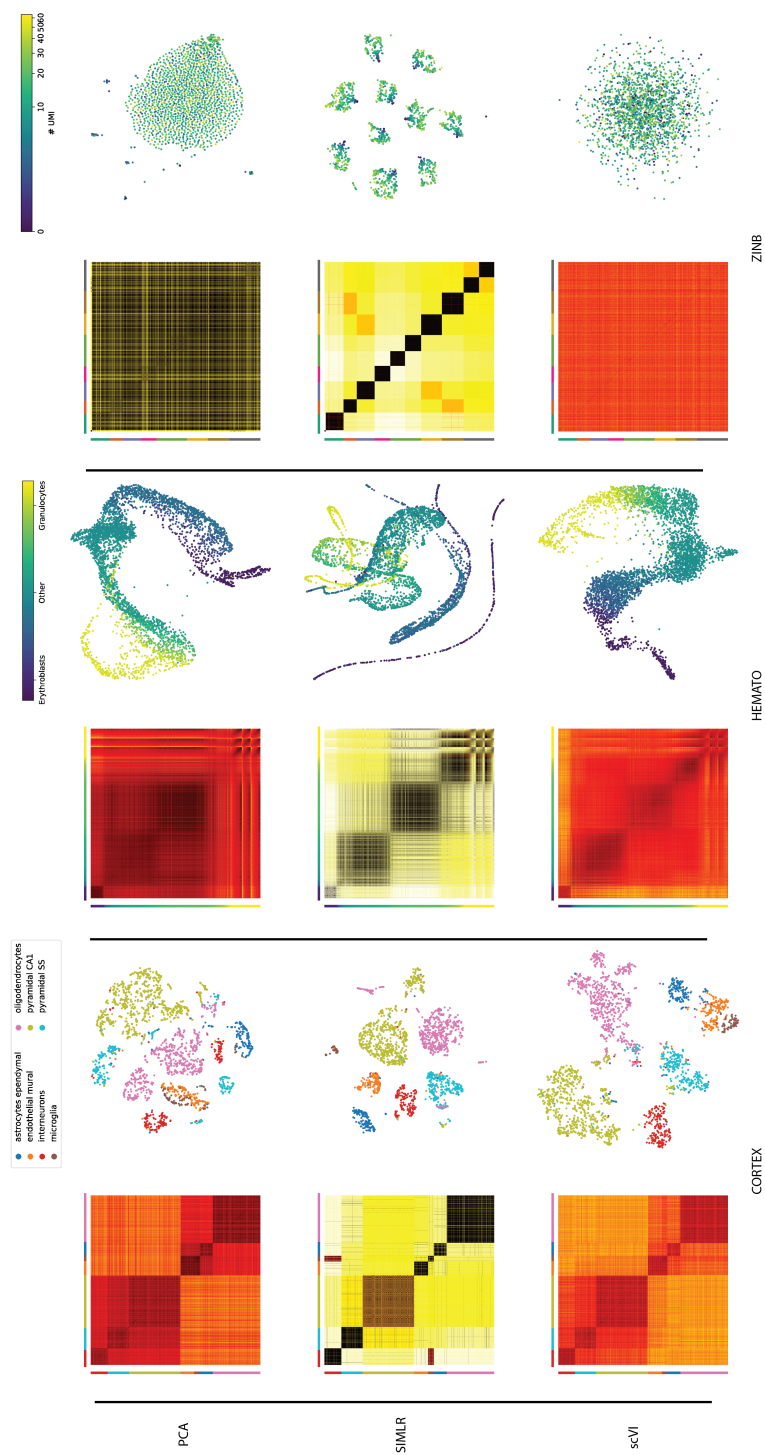 0 10 20 30 40 50 60
# UMI
ZINB
Erythroblasts Other Granulocytes
HEMATO
astrocytes ependymal
endothelial mural
interneurons
microglia
oligodendrocytes
pyramidal CA1
pyramidal SS
CORTEX
PCA
SIMLR
scVI